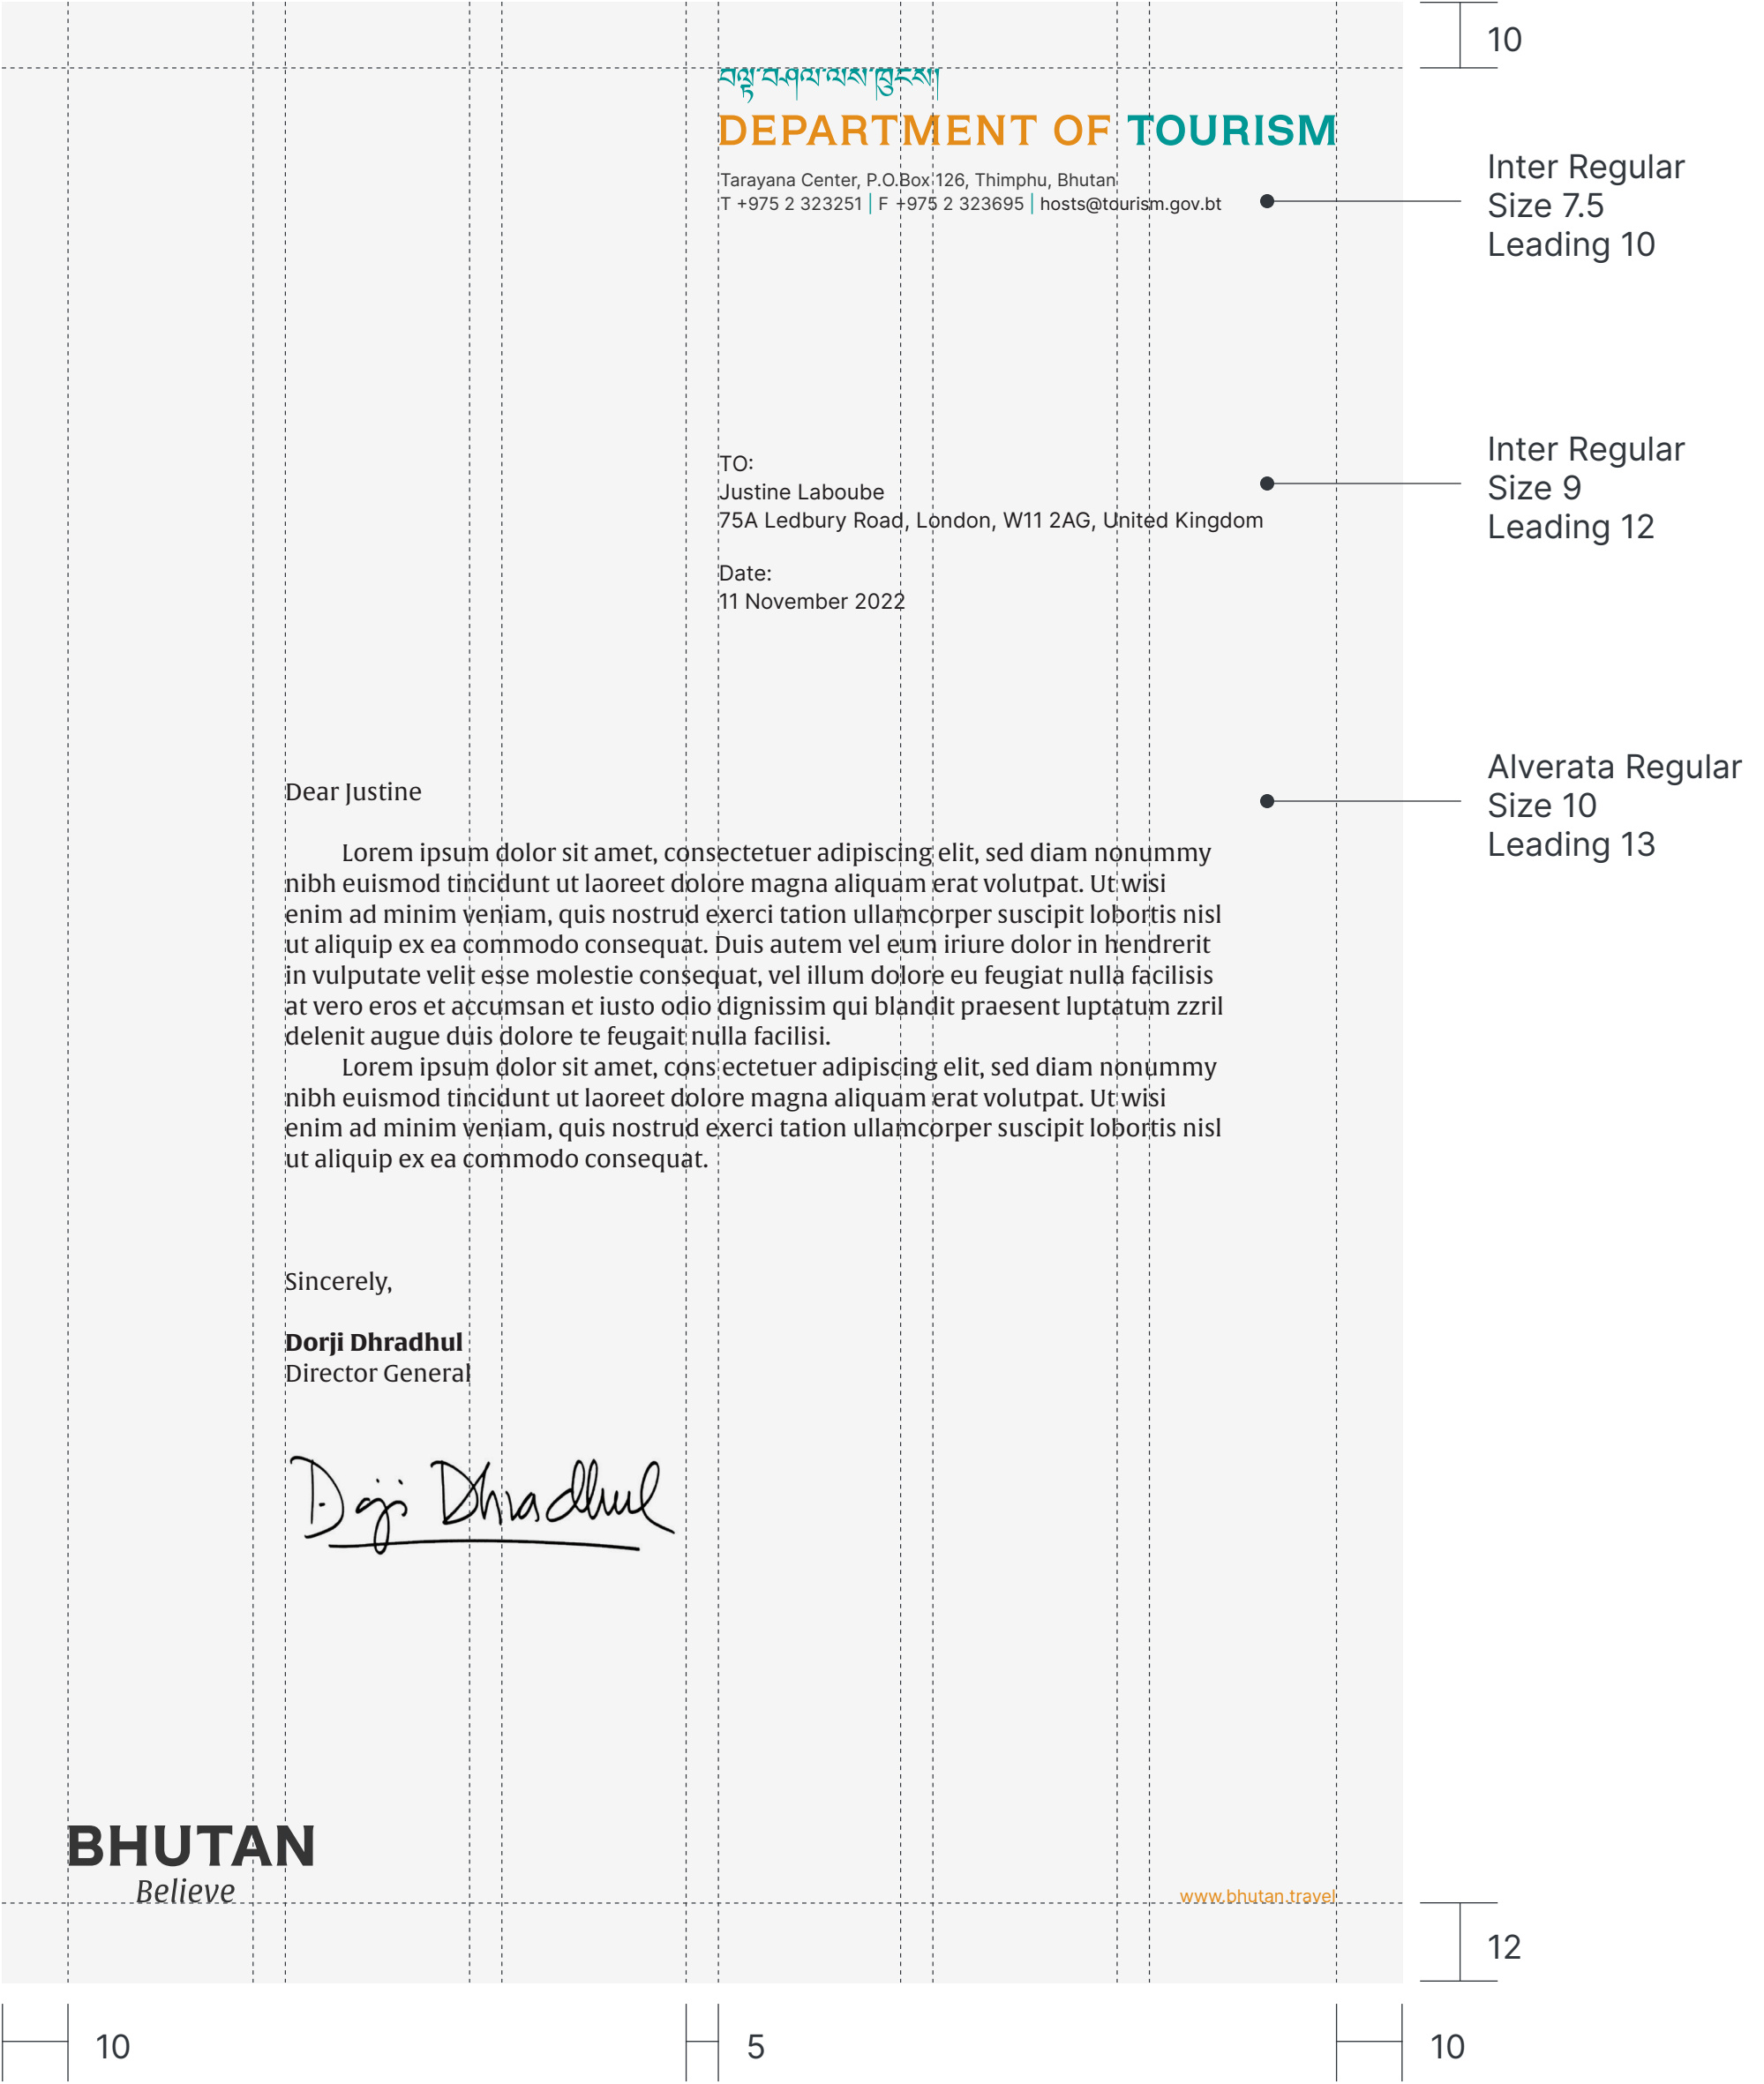 10
བལྟ་བཤལ་ལས་ཁུངས།
DEPARTMENT OF TOURISM
Tarayana Center, P.O.Box 126, Thimphu, Bhutan
T +975 2 323251 | F +975 2 323695 | hosts@tourism.gov.bt
Inter Regular
Size 7.5
Leading 10
TO:
Justine Laboube
75A Ledbury Road, London, W11 2AG, United Kingdom
Date:
11 November 2022
Inter Regular
Size 9
Leading 12
Dear Justine
Alverata Regular
Size 10
Leading 13
Lorem ipsum dolor sit amet, consectetuer adipiscing elit, sed diam nonummy
nibh euismod tincidunt ut laoreet dolore magna aliquam erat volutpat. Ut wisi
enim ad minim veniam, quis nostrud exerci tation ullamcorper suscipit lobortis nisl
ut aliquip ex ea commodo consequat. Duis autem vel eum iriure dolor in hendrerit
in vulputate velit esse molestie consequat, vel illum dolore eu feugiat nulla facilisis
at vero eros et accumsan et iusto odio dignissim qui blandit praesent luptatum zzril
delenit augue duis dolore te feugait nulla facilisi.
Lorem ipsum dolor sit amet, cons ectetuer adipiscing elit, sed diam nonummy
nibh euismod tincidunt ut laoreet dolore magna aliquam erat volutpat. Ut wisi
enim ad minim veniam, quis nostrud exerci tation ullamcorper suscipit lobortis nisl
ut aliquip ex ea commodo consequat.
Sincerely,
Dorji Dhradhul
Director General
Dorji Dhradhul
BHUTAN
Believe
www.bhutan.travel
12
10
5
10